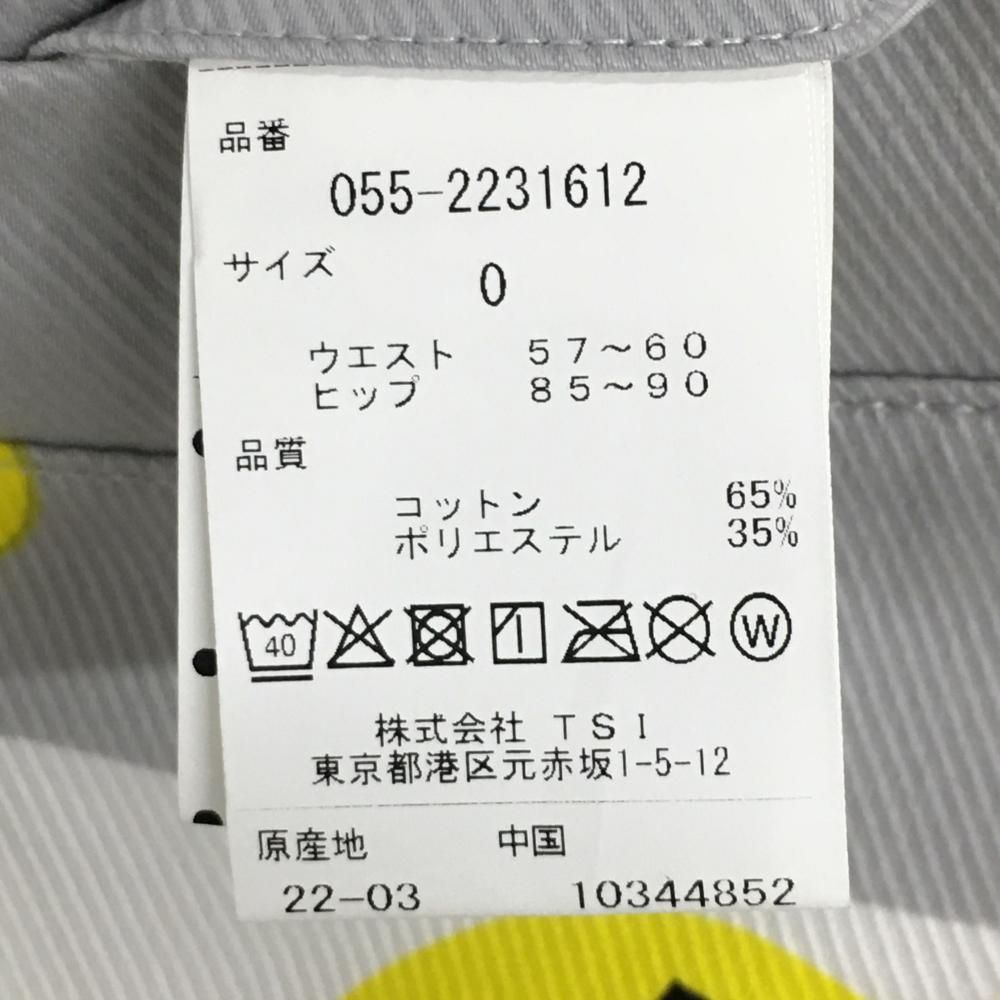 品番
055-2231612
サイズ
0
ウエスト 57～60
ヒップ 85～90
品質
コットン 65%
ポリエステル 35%
40
W
株式会社 TSI
東京都港区元赤坂1-5-12
原産地 中国
22-03 10344852